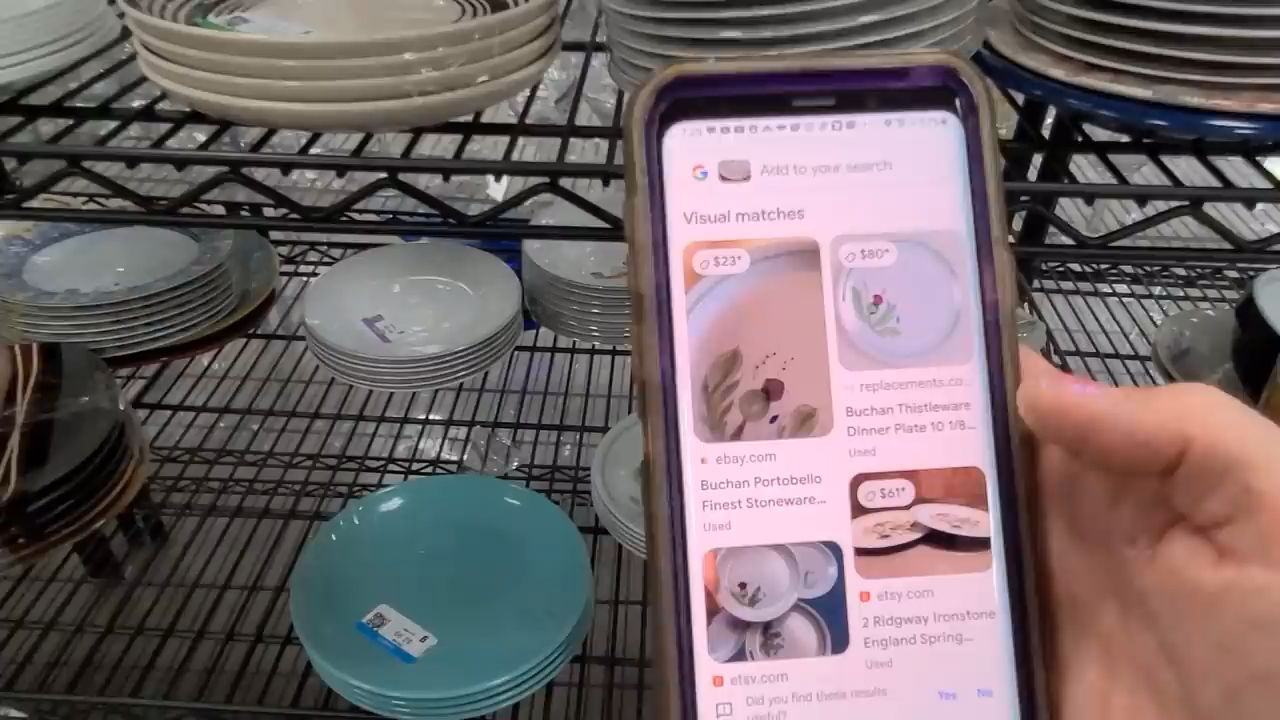 G Add to your search
Visual matches
$23*
$80*
replacements.co...
Buchan Thistleware
Dinner Plate 10 1/8...
Used
ebay.com
Buchan Portobello
Finest Stoneware...
Used
$61*
etsy.com
2 Ridgway Ironstone
England Spring...
Used
etsy.com
Did you find these results
useful?
Yes
No